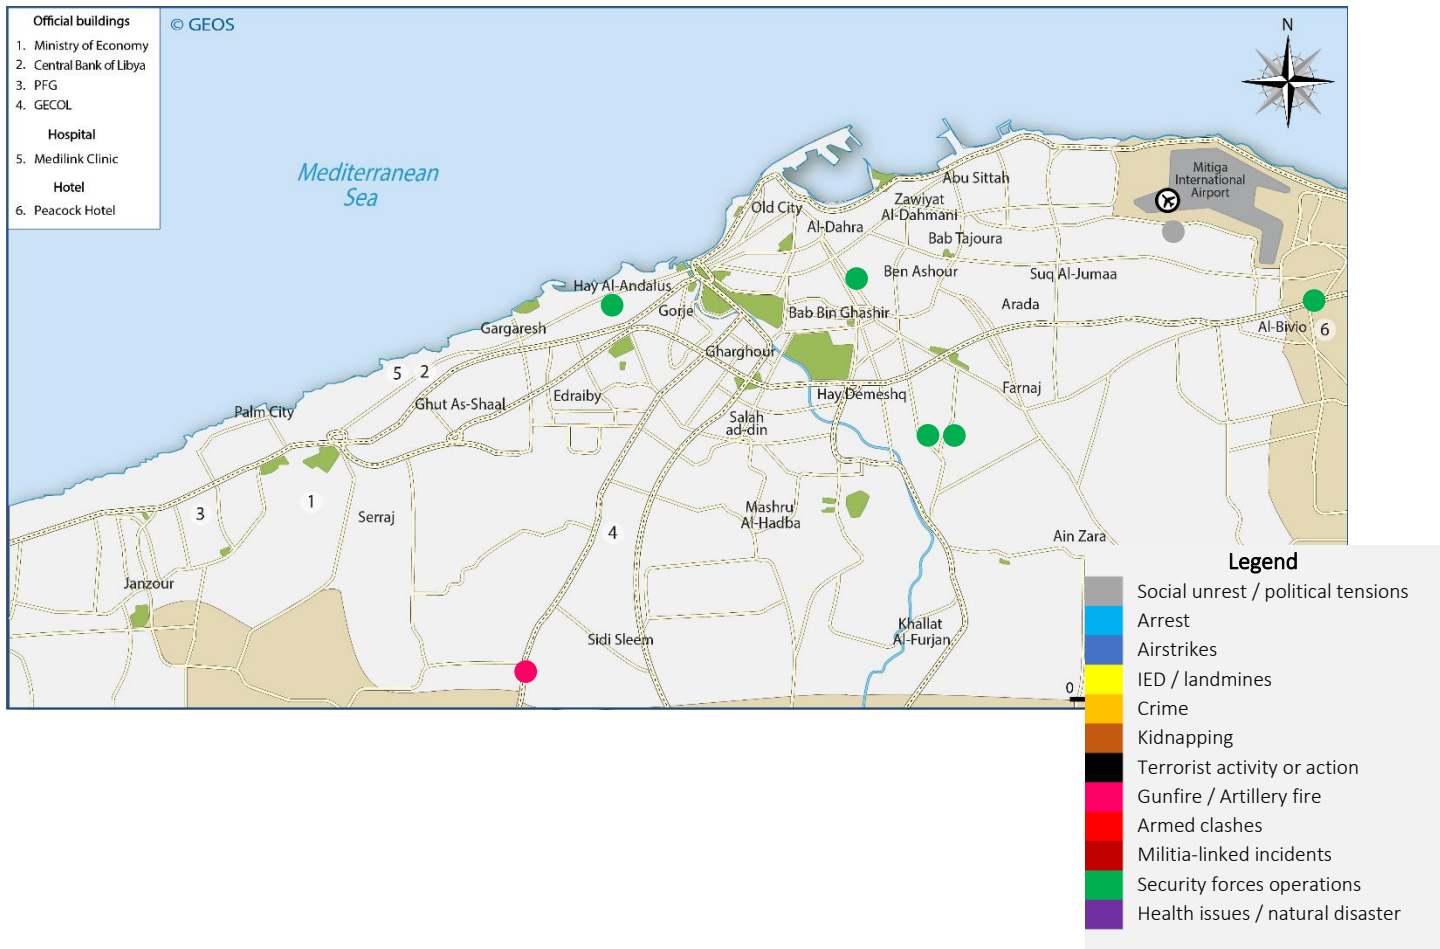 Official buildings
1. Ministry of Economy
2. Central Bank of Libya
3. PFG
4. GECOL
Hospital
5. Medilink Clinic
Hotel
6. Peacock Hotel
© GEOS
N
Mediterranean
Sea
Mitiga
International
Airport
Abu Sittah
Old City
Zawiyat
Al-Dahmani
Al-Dahra
Bab Tajoura
Ben Ashour
Suq Al-Jumaa
Hay Al-Andalus
Gorje
Bab Bin Ghashir
Arada
Gargaresh
Al-Bivio
6
Gharghour
5
2
Edraiby
Ghut As-Shaal
Hay Demeshq
Farnaj
Palm City
Salah
ad-din
1
3
Serraj
Mashru
Al-Hadba
4
Ain Zara
Janzour
Khallat
Al-Furjan
Sidi Sleem
0
Legend
Social unrest / political tensions
Arrest
Airstrikes
IED / landmines
Crime
Kidnapping
Terrorist activity or action
Gunfire / Artillery fire
Armed clashes
Militia-linked incidents
Security forces operations
Health issues / natural disaster